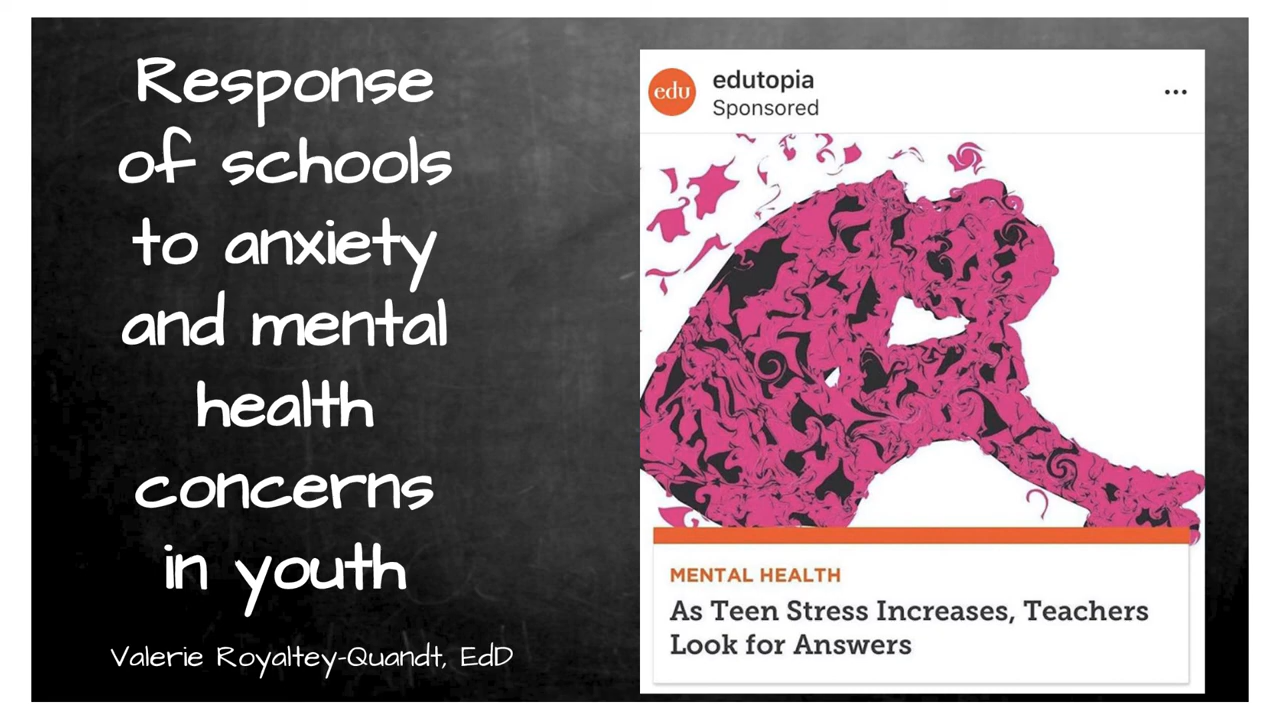 Response
of schools
to anxiety
and mental
health
concerns
in youth
Valerie Royaltey-Quandt, EdD
edu
edutopia
Sponsored
...
MENTAL HEALTH
As Teen Stress Increases, Teachers
Look for Answers